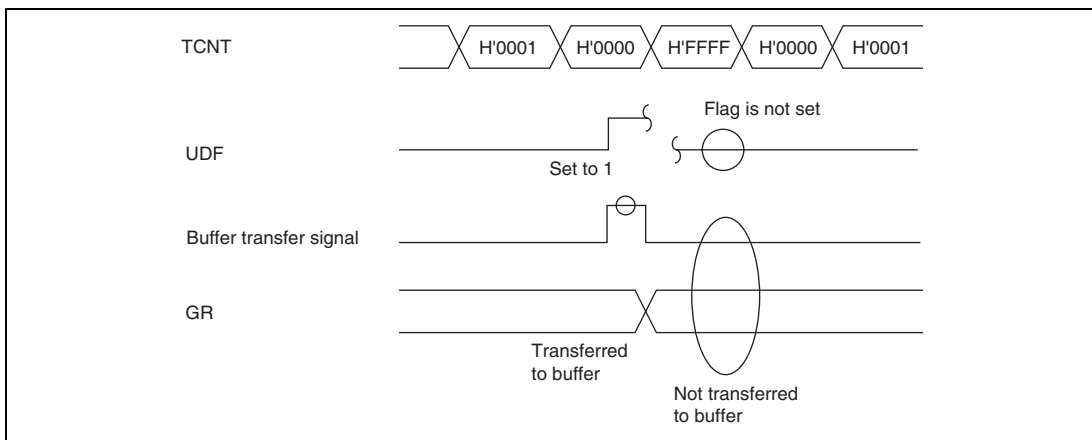 TCNT
H'0001
H'0000
H'FFFF
H'0000
H'0001
Flag is not set
UDF
Set to 1
Buffer transfer signal
GR
Transferred
to buffer
Not transferred
to buffer